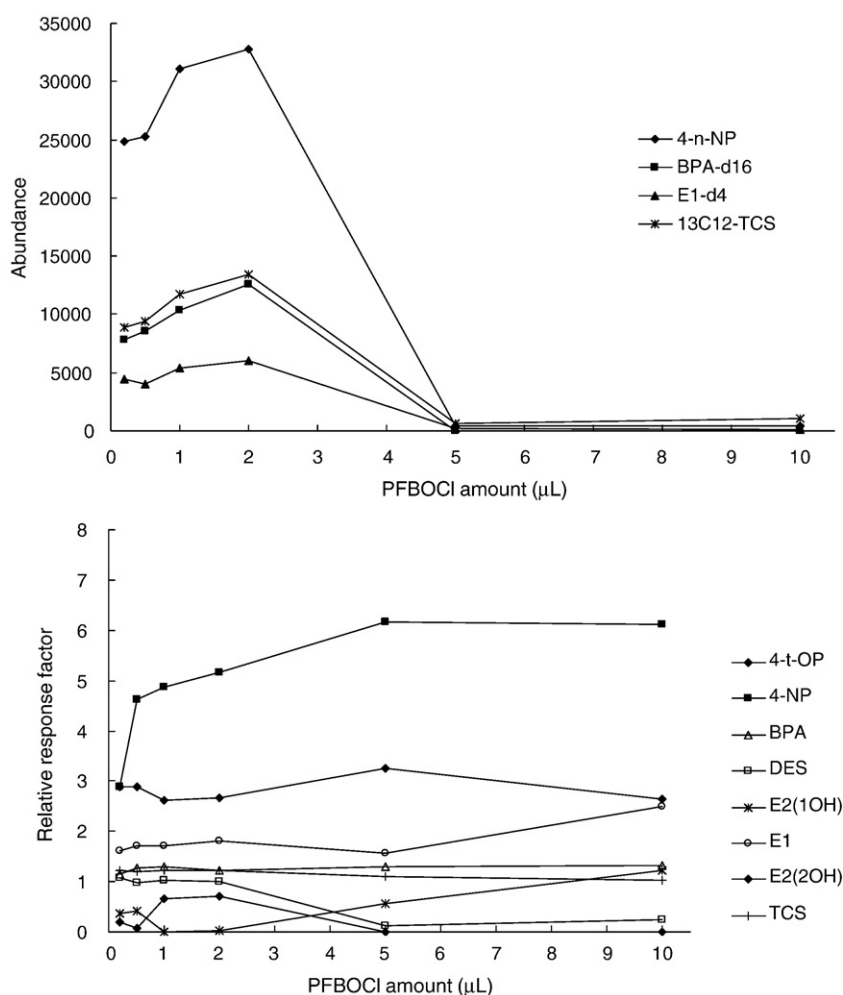 35000
30000
25000
20000
15000
10000
5000
0
Abundance
0 1 2 3 4 5 6 7 8 9 10
PFBOCl amount (μL)
4-n-NP
BPA-d16
E1-d4
13C12-TCS
8
7
6
5
4
3
2
1
0
Relative response factor
0 1 2 3 4 5 6 7 8 9 10
PFBOCl amount (μL)
4-t-OP
4-NP
BPA
DES
E2(1OH)
E1
E2(2OH)
TCS